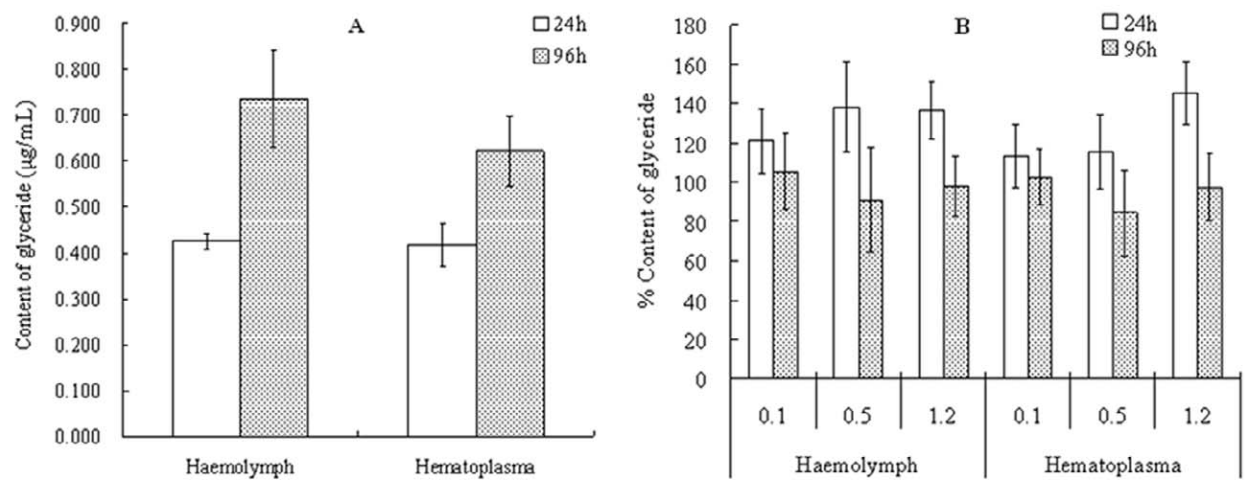 A
24h
96h
Content of glyceride (μg/mL)
0.900
0.800
0.700
0.600
0.500
0.400
0.300
0.200
0.100
0.000
Haemolymph Hematoplasma
B
24h
96h
% Content of glyceride
180
160
140
120
100
80
60
40
20
0
0.1 0.5 1.2 0.1 0.5 1.2
Haemolymph Hematoplasma